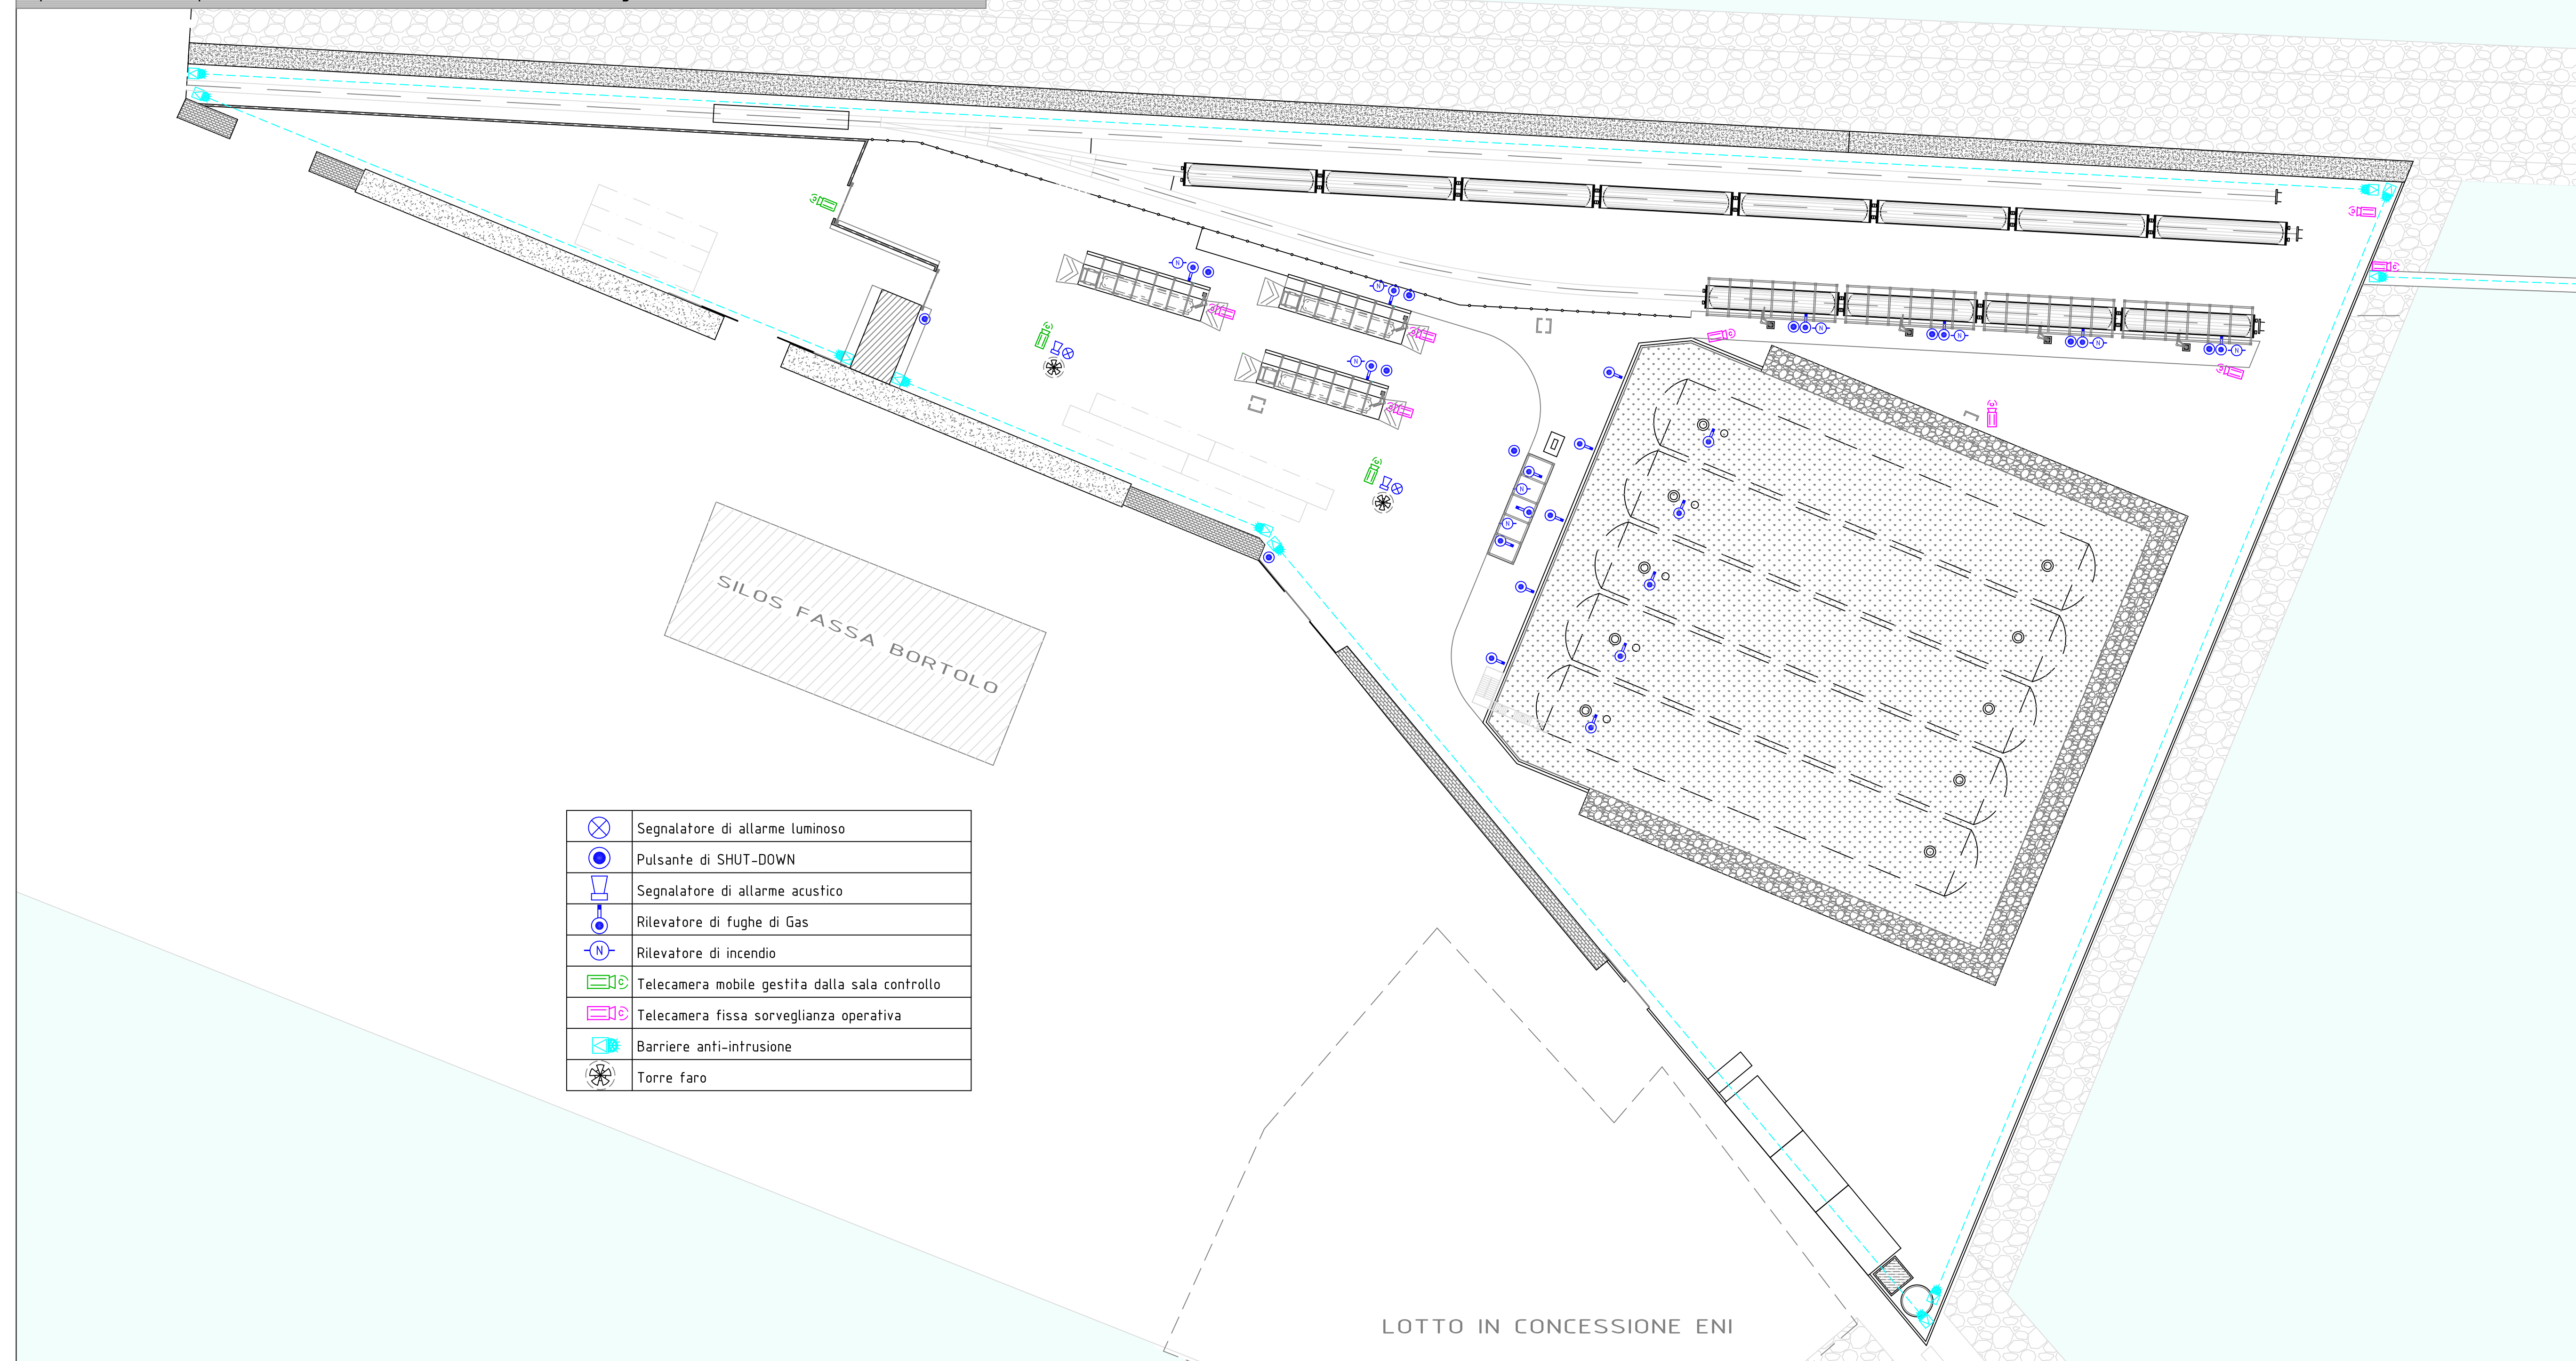 SILOS FASSA BORTOLO
Segnalatore di allarme luminoso
Pulsante di SHUT-DOWN
Segnalatore di allarme acustico
Rilevatore di fughe di Gas
N Rilevatore di incendio
C Telecamera mobile gestita dalla sala controllo
C Telecamera fissa sorveglianza operativa
Barriere anti-intrusione
Torre faro
LOTTO IN CONCESSIONE ENI